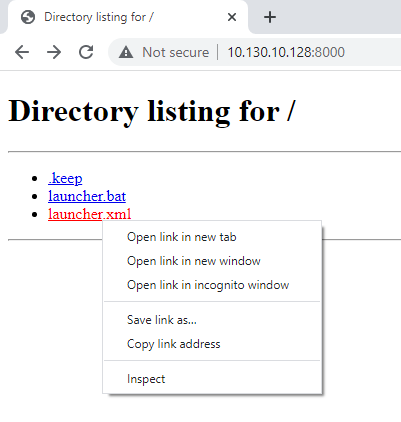 Directory listing for /
Not secure | 10.130.10.128:8000
Directory listing for /
.keep
launcher.bat
launcher.xml
Open link in new tab
Open link in new window
Open link in incognito window
Save link as...
Copy link address
Inspect